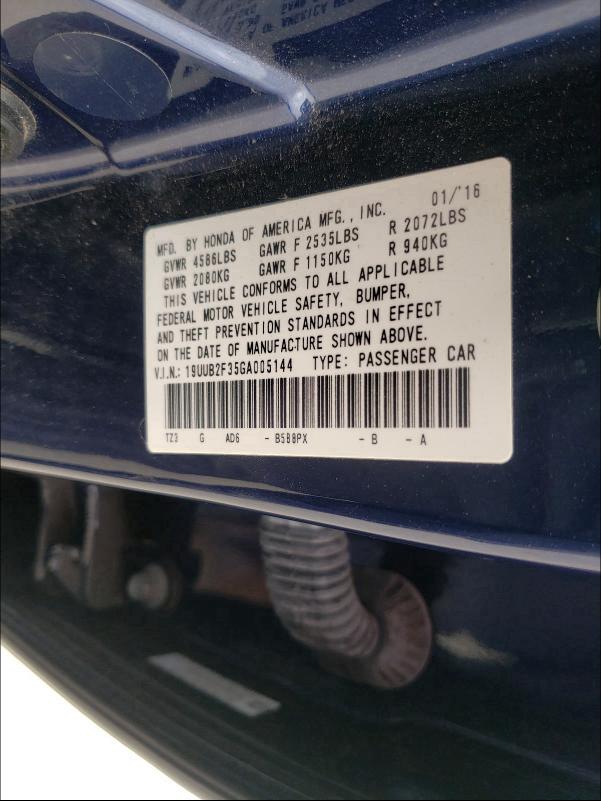 MFD. BY HONDA OF AMERICA MFG., INC. 01/'16
GVWR 4586LBS GAWR F 2535LBS R 2072LBS
GVWR 2080KG GAWR F 1150KG R 940KG
THIS VEHICLE CONFORMS TO ALL APPLICABLE
FEDERAL MOTOR VEHICLE SAFETY, BUMPER,
AND THEFT PREVENTION STANDARDS IN EFFECT
ON THE DATE OF MANUFACTURE SHOWN ABOVE.
V.I.N.: 19UUB2F35GA005144 TYPE: PASSENGER CAR
TZ3 G AD6 - B588PX - B - A